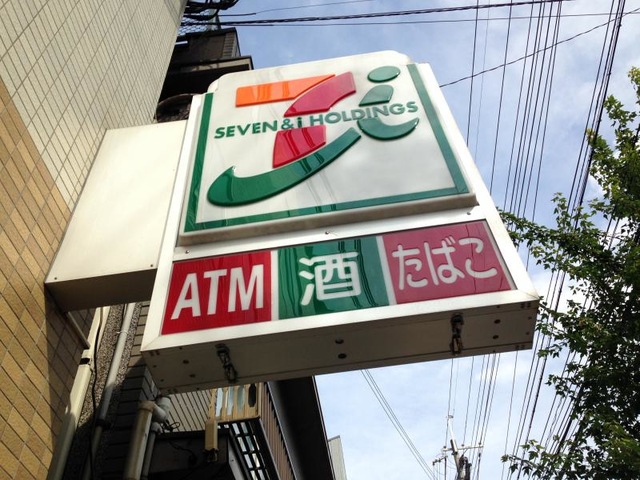 SEVEN & i HOLDINGS
ATM 酒 たばこ